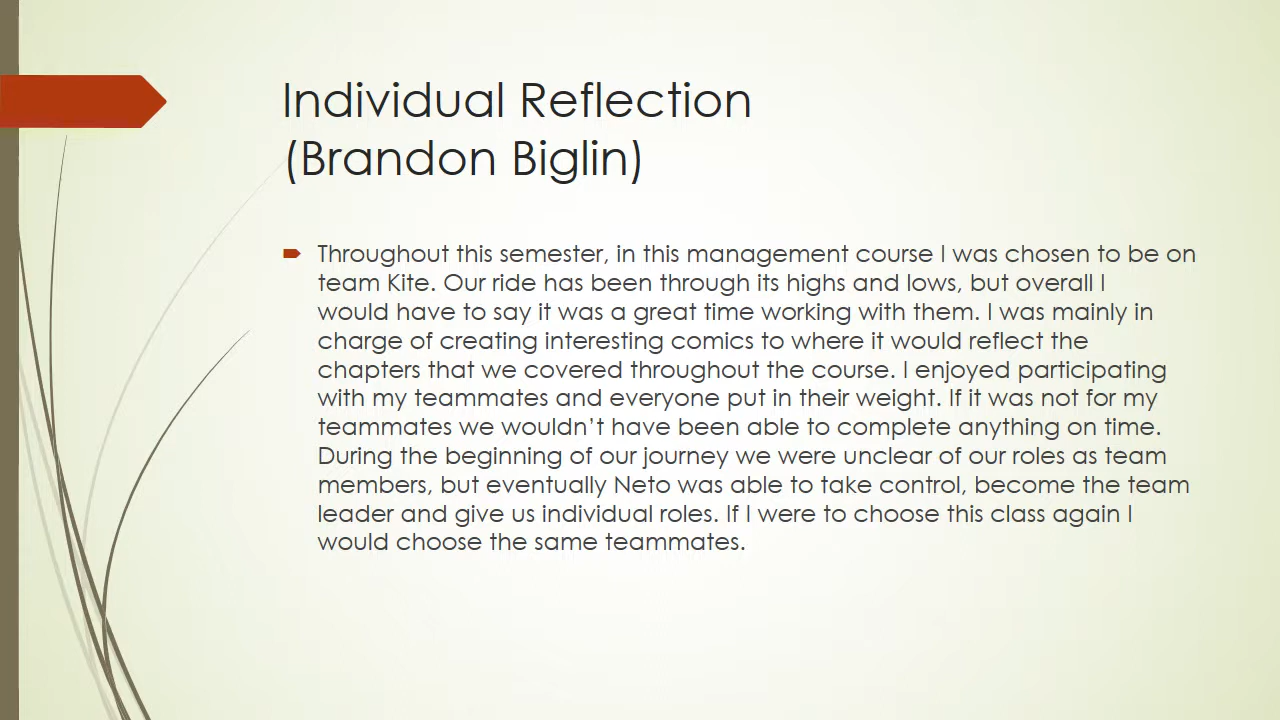 Individual Reflection
(Brandon Biglin)
Throughout this semester, in this management course I was chosen to be on
team Kite. Our ride has been through its highs and lows, but overall I
would have to say it was a great time working with them. I was mainly in
charge of creating interesting comics to where it would reflect the
chapters that we covered throughout the course. I enjoyed participating
with my teammates and everyone put in their weight. If it was not for my
teammates we wouldn’t have been able to complete anything on time.
During the beginning of our journey we were unclear of our roles as team
members, but eventually Neto was able to take control, become the team
leader and give us individual roles. If I were to choose this class again I
would choose the same teammates.